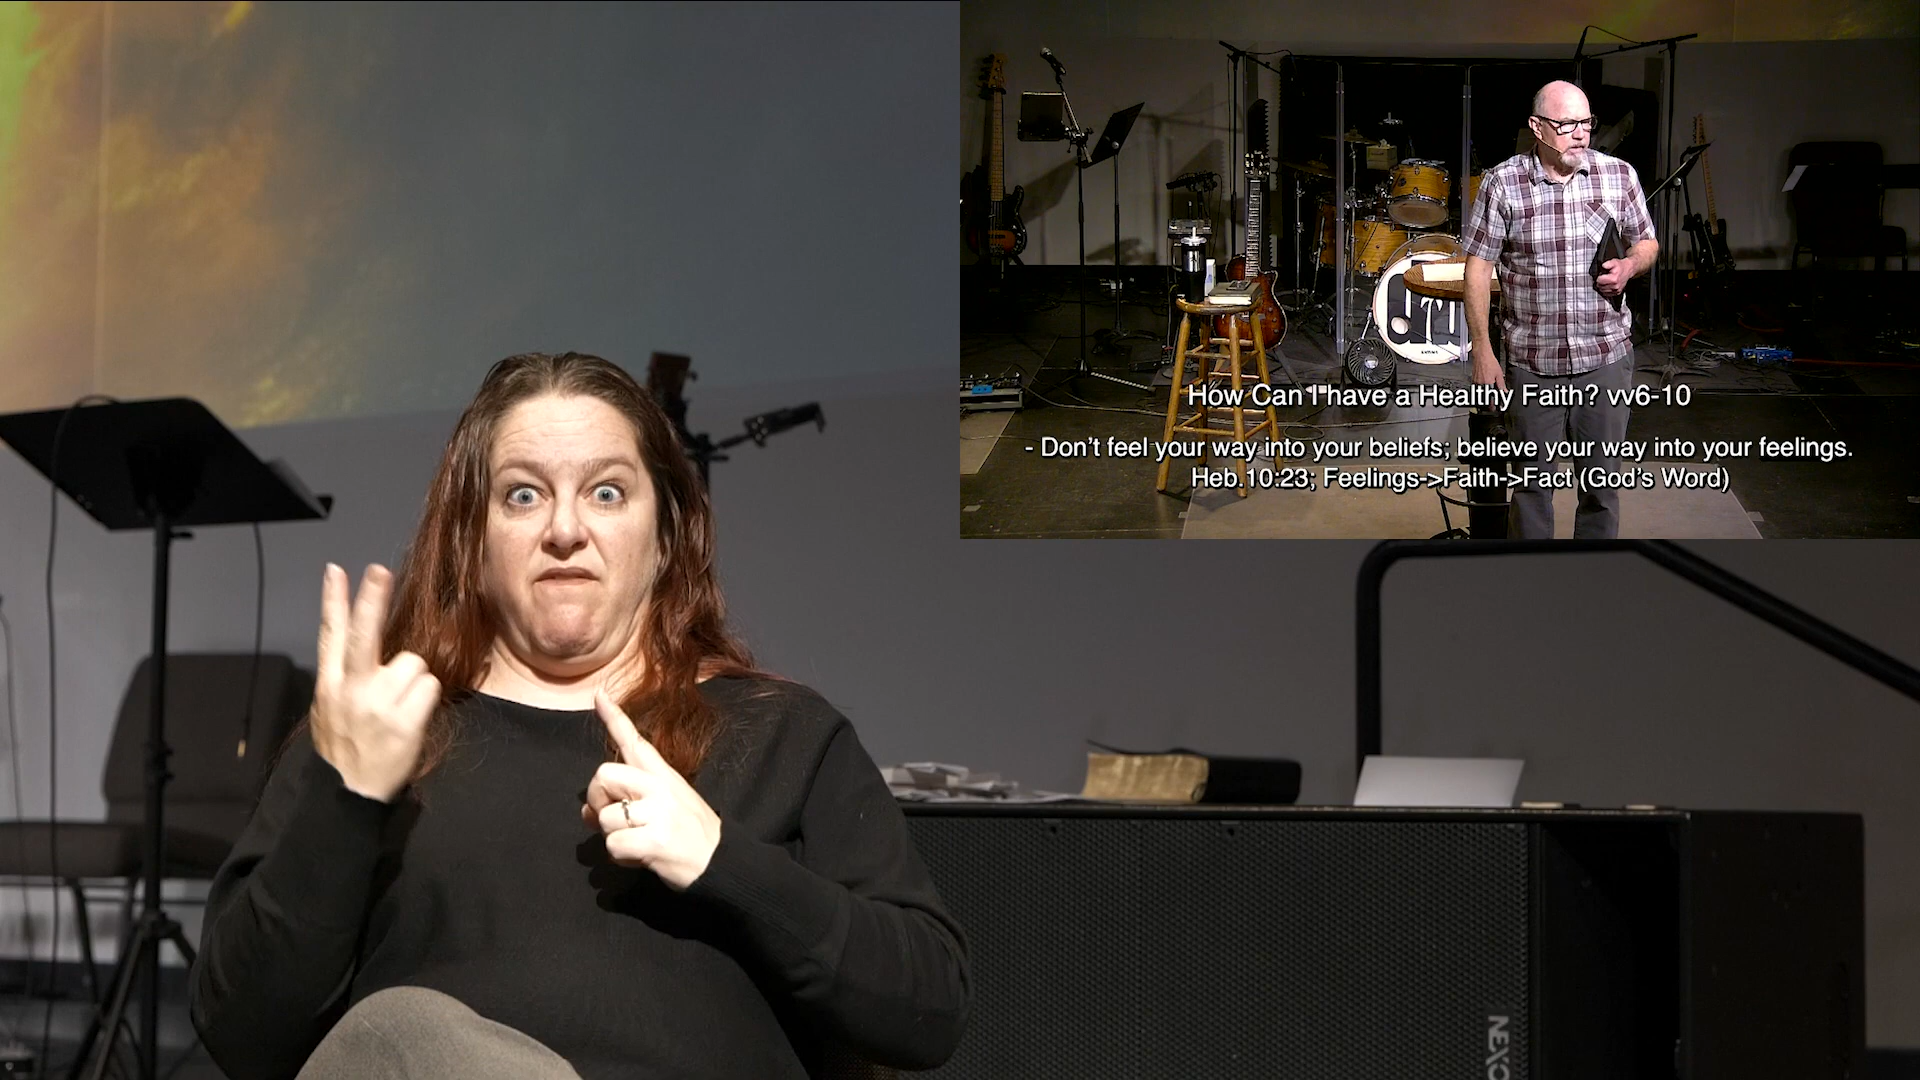 How Can I have a Healthy Faith? vv6-10
- Don't feel your way into your beliefs; believe your way into your feelings.
Heb.10:23; Feelings->Faith->Fact (God's Word)
NEXO